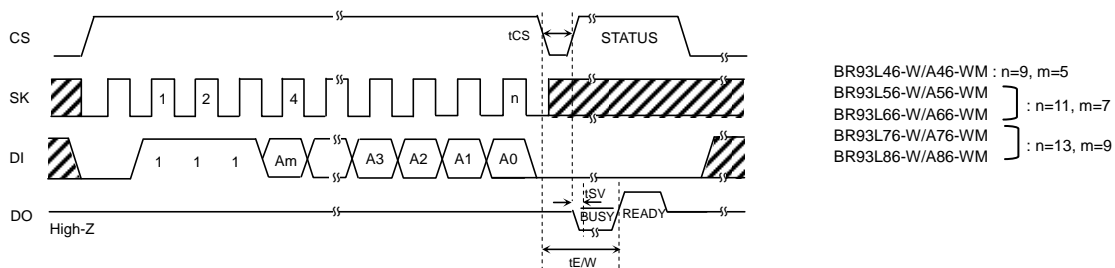 CS
tCS
STATUS
SK
1 2 4 n
DI
1 1 1 Am A3 A2 A1 A0
tSV
DO
BUSY READY
High-Z
tE/W
BR93L46-W/A46-WM : n=9, m=5
BR93L56-W/A56-WM
BR93L66-W/A66-WM
: n=11, m=7
BR93L76-W/A76-WM
BR93L86-W/A86-WM
: n=13, m=9